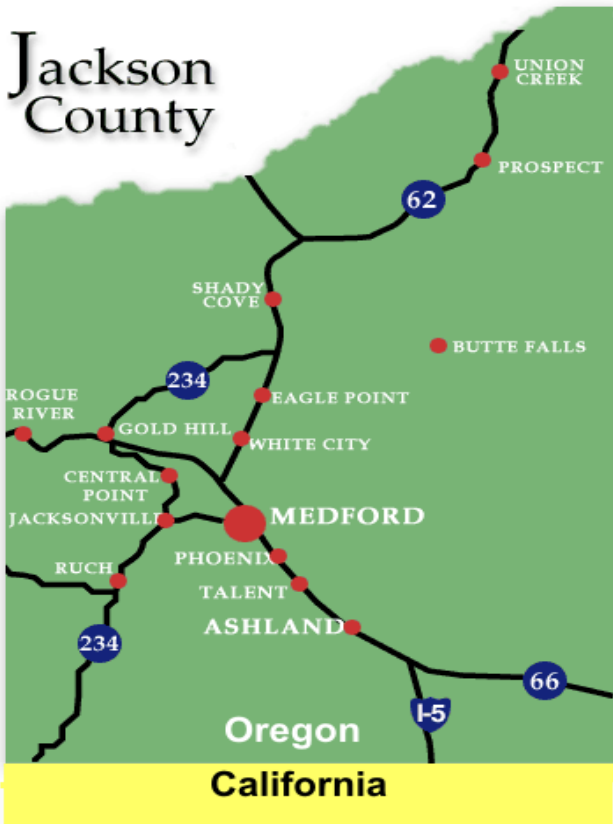 Jackson
County
UNION
CREEK
PROSPECT
62
SHADY
COVE
BUTTE FALLS
234
EAGLE POINT
ROGUE
RIVER
GOLD HILL
WHITE CITY
CENTRAL
POINT
JACKSONVILLE
MEDFORD
PHOENIX
RUCH
TALENT
ASHLAND
234
66
I-5
Oregon
California